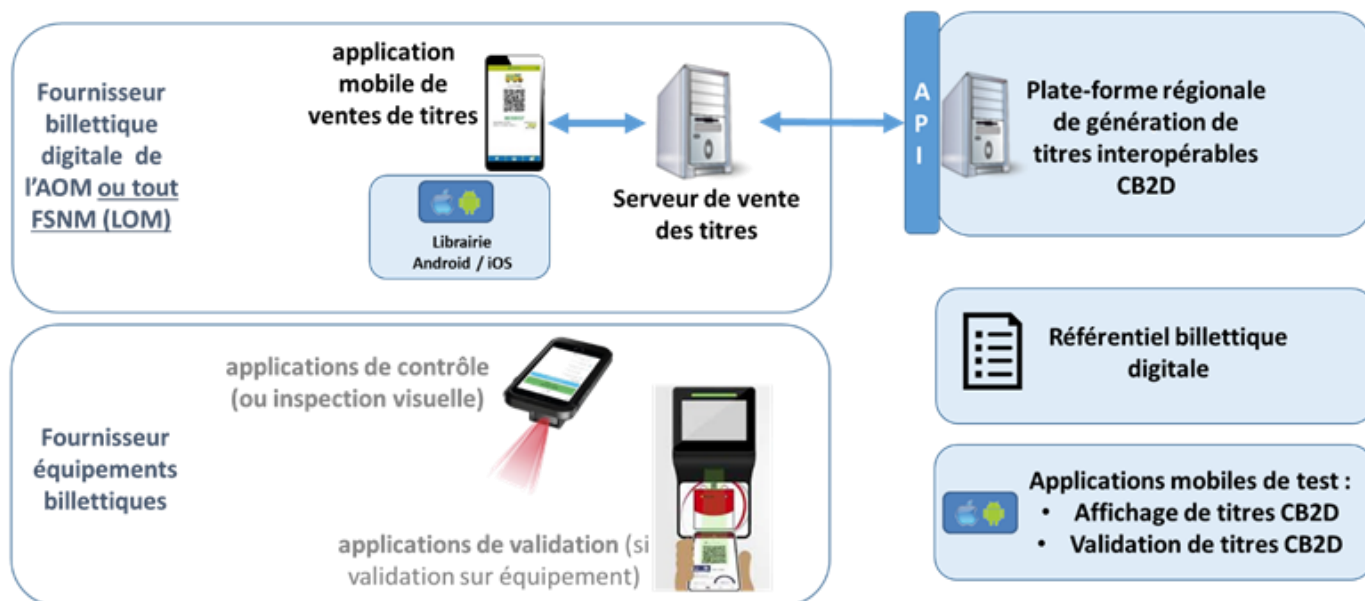 Fournisseur
billettique
digitale de
l'AOM ou tout
FSNM (LOM)
application
mobile de
ventes de titres
Librairie
Android / iOS
Serveur de vente
des titres
API
Plate-forme régionale
de génération de
titres interopérables
CB2D
Fournisseur
équipements
billettiques
applications de contrôle
(ou inspection visuelle)
applications de validation (si
validation sur équipement)
Référentiel billettique
digitale
Applications mobiles de test :
• Affichage de titres CB2D
• Validation de titres CB2D